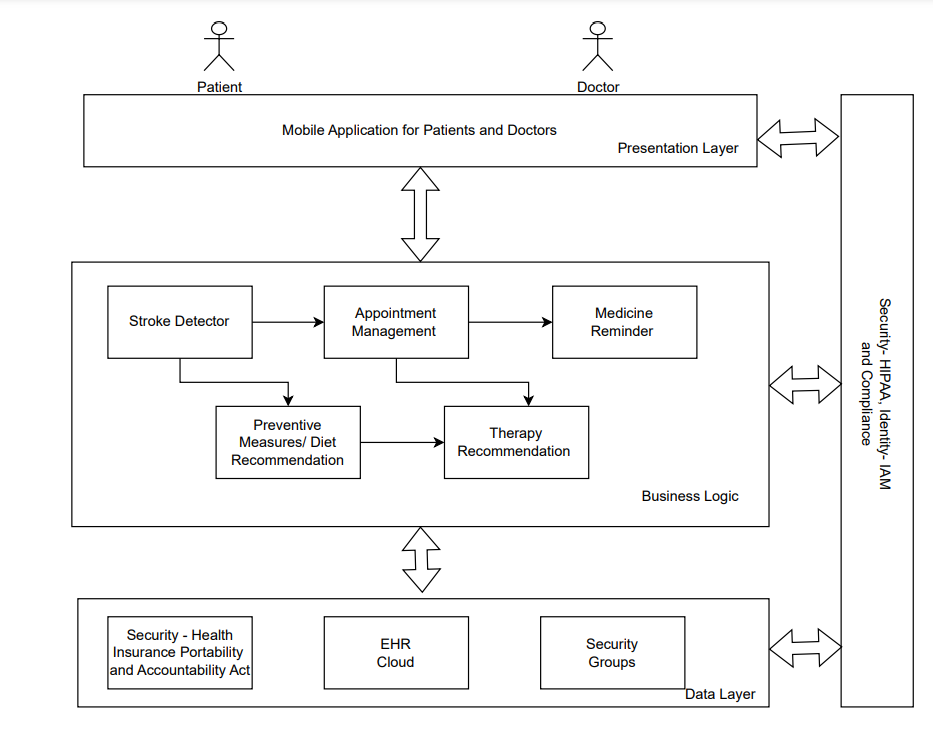 Patient
Doctor
Mobile Application for Patients and Doctors
Presentation Layer
Stroke Detector
Appointment
Management
Medicine
Reminder
Preventive
Measures/ Diet
Recommendation
Therapy
Recommendation
Business Logic
Security - Health
Insurance Portability
and Accountability Act
EHR
Cloud
Security
Groups
Data Layer
Security- HIPAA, Identity- IAM
and Compliance